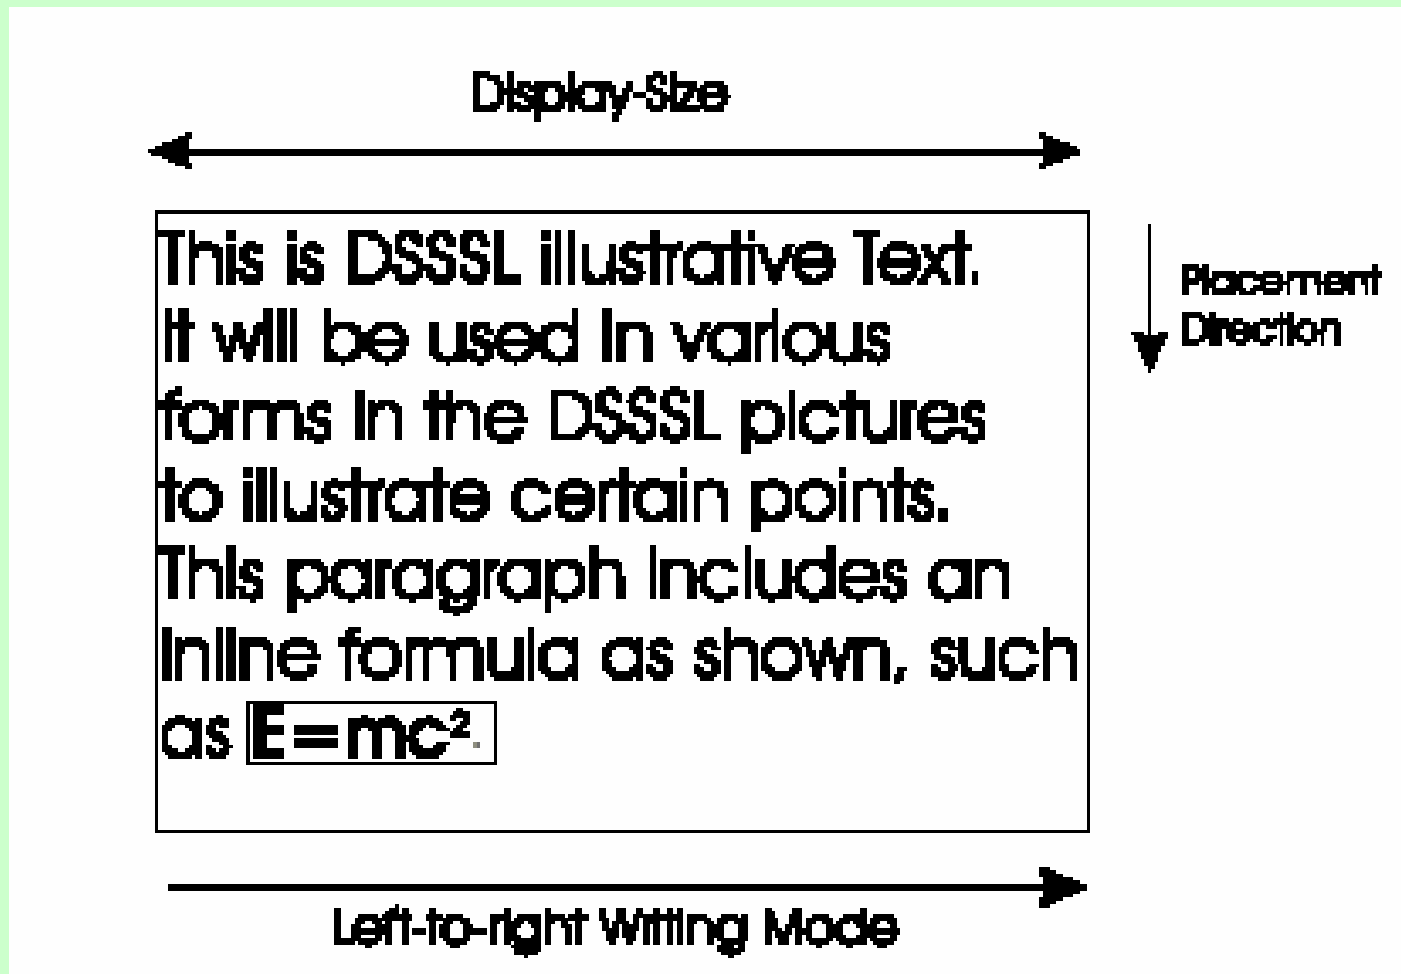 Display-Size
This is DSSSL illustrative Text.
It will be used in various
forms in the DSSSL pictures
to illustrate certain points.
This paragraph includes an
inline formula as shown, such
as E=mc².
Placement
Direction
Left-to-right Writing Mode